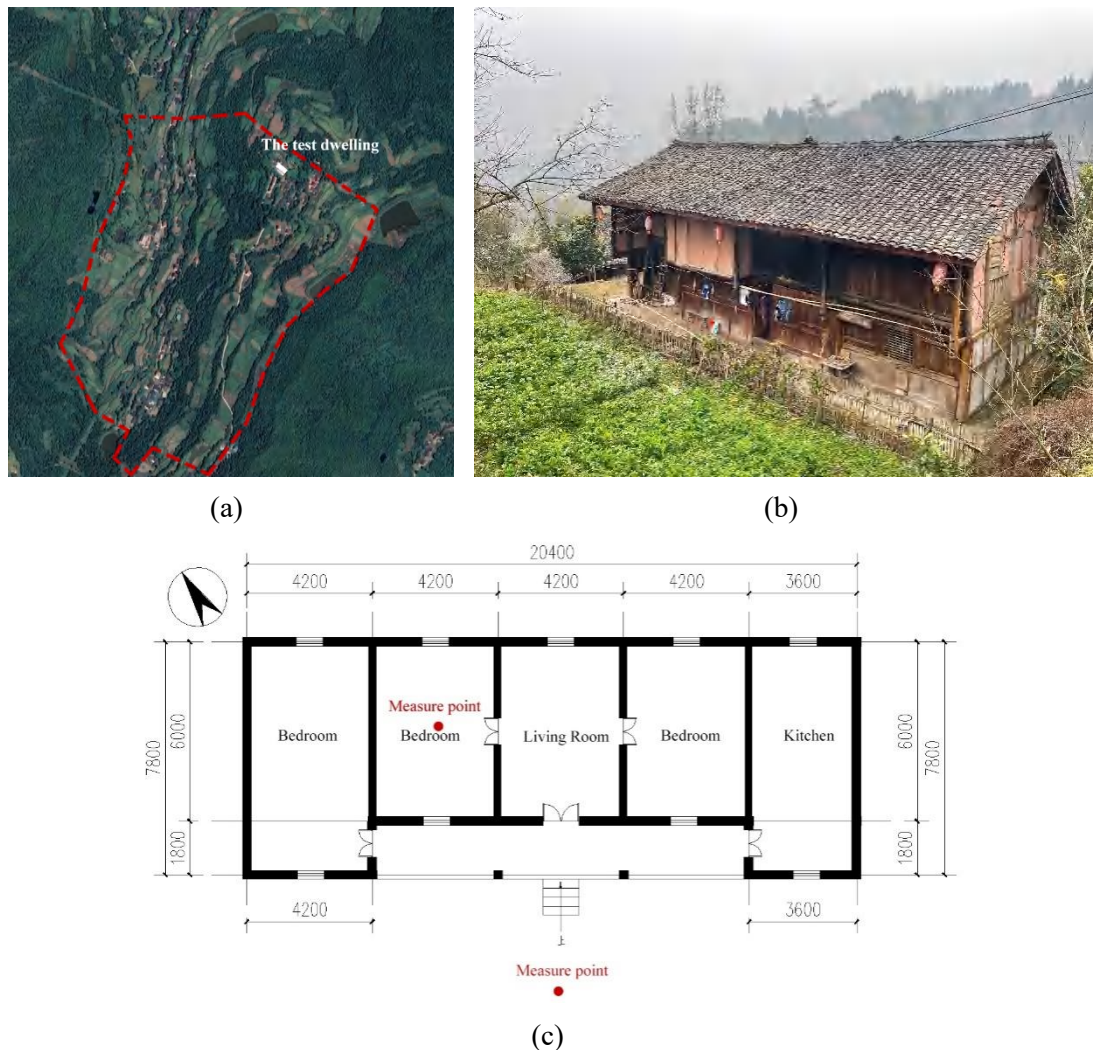 The test dwelling
(a)
(b)
20400
4200 4200 4200 4200 3600
7800 6000 1800
Measure point
Bedroom Bedroom Living Room Bedroom Kitchen
6000 7800 1800
4200 3600
上
Measure point
(c)